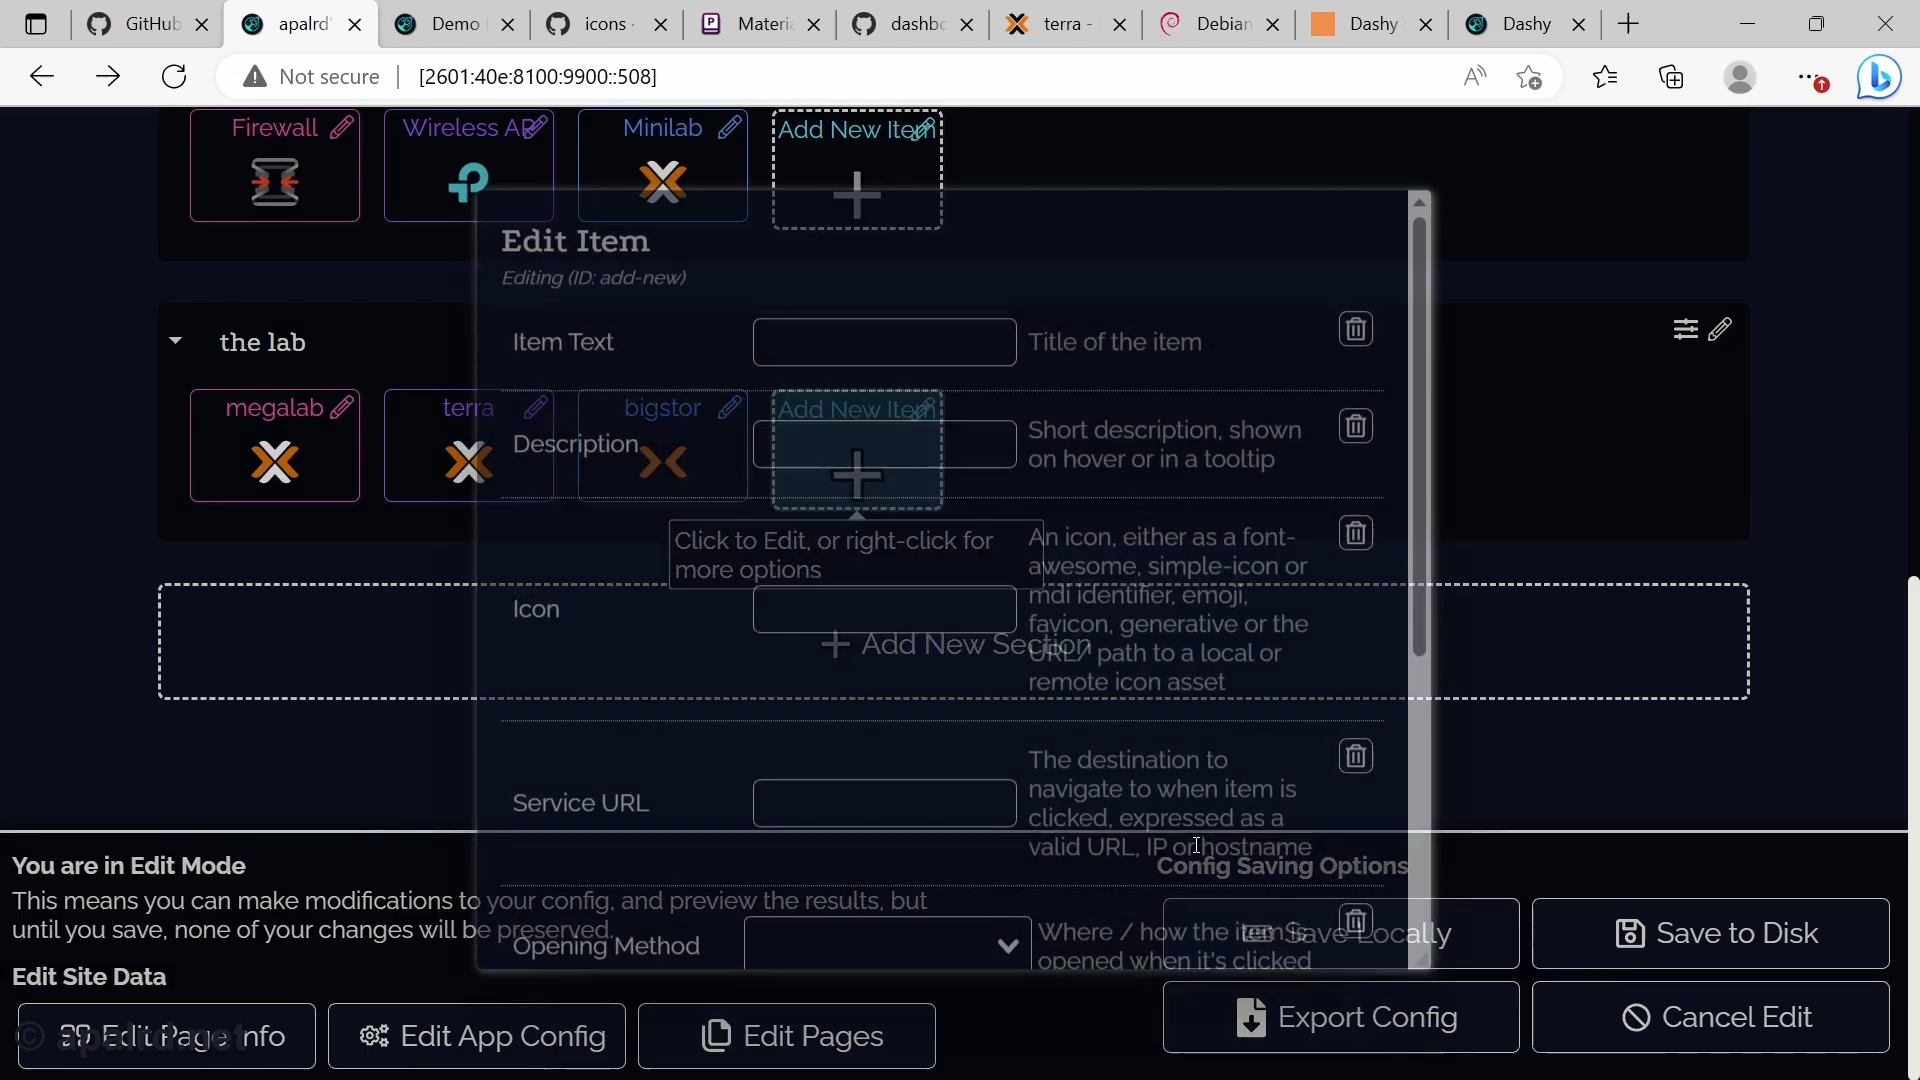 GitHub
apalrd'
Demo
icons ·
Materia
dashbo
terra -
Debian
Dashy :
Dashy
Not secure
[2601:40e:8100:9900::508]
Firewall
Wireless AP
Minilab
Add New Item
Edit Item
Editing (ID: add-new)
Item Text
Title of the item
the lab
megalab
terra
bigstor
Add New Item
Description
Short description, shown
on hover or in a tooltip
Click to Edit, or right-click for
more options
Icon
An icon, either as a font-
awesome, simple-icon or
mdi identifier, emoji,
favicon, generative or the
URL/ path to a local or
remote icon asset
Add New Section
Service URL
The destination to
navigate to when item is
clicked, expressed as a
valid URL, IP or hostname
You are in Edit Mode
This means you can make modifications to your config, and preview the results, but
until you save, none of your changes will be preserved.
Config Saving Options
Opening Method
Where / how the item is
opened when it's clicked
Save Locally
Save to Disk
Edit Site Data
Edit Page Info
Edit App Config
Edit Pages
Export Config
Cancel Edit
© apalrd.net